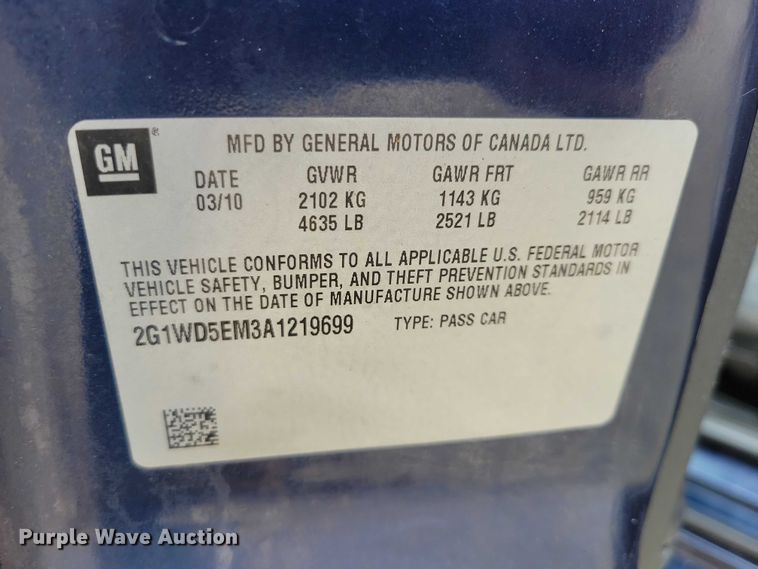 GM
®
MFD BY GENERAL MOTORS OF CANADA LTD.
DATE GVWR GAWR FRT GAWR RR
03/10 2102 KG 1143 KG 959 KG
4635 LB 2521 LB 2114 LB
THIS VEHICLE CONFORMS TO ALL APPLICABLE U.S. FEDERAL MOTOR
VEHICLE SAFETY, BUMPER, AND THEFT PREVENTION STANDARDS IN
EFFECT ON THE DATE OF MANUFACTURE SHOWN ABOVE.
2G1WD5EM3A1219699 TYPE: PASS CAR
Purple Wave Auction